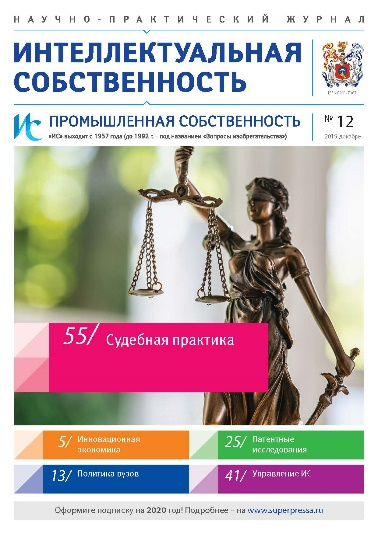 НАУЧНО-ПРАКТИЧЕСКИЙ ЖУРНАЛ
ИНТЕЛЛЕКТУАЛЬНАЯ
СОБСТВЕННОСТЬ
ИС ПРОМЫШЛЕННАЯ СОБСТВЕННОСТЬ
№ 12
«ИС» выходит с 1957 года (до 1992 г. - под названием «Вопросы изобретательства»)
2019 декабрь
55/ Судебная практика
5/ Инновационная
экономика
25/ Патентные
исследования
13/ Политика вузов
41/ Управление ИС
Оформите подписку на 2020 год! Подробнее – на www.superpressa.ru